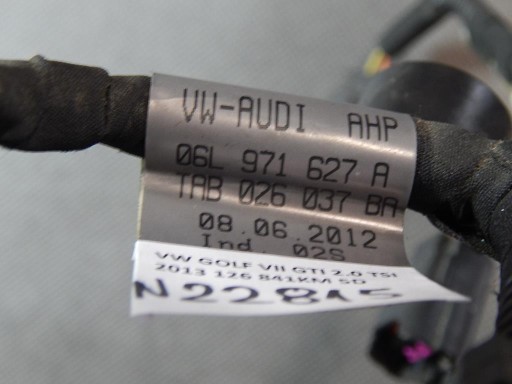 VW-AUDI AHP
06L 971 627 A
TAB 026 037 BA
08.06.2012
Ind. 02S
VW GOLF VII GTI 2.0 TSI
2013 126 841KM 5D
N22815